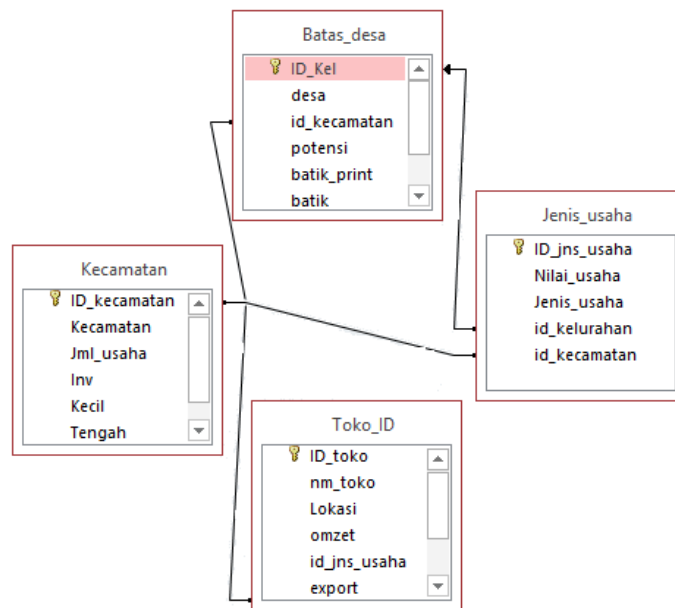 Batas_desa
ID_Kel
desa
id_kecamatan
potensi
batik_print
batik
Jenis_usaha
ID_jns_usaha
Nilai_usaha
Jenis_usaha
id_kelurahan
id_kecamatan
Kecamatan
ID_kecamatan
Kecamatan
Jml_usaha
Inv
Kecil
Tengah
Toko_ID
ID_toko
nm_toko
Lokasi
omzet
id_jns_usaha
export